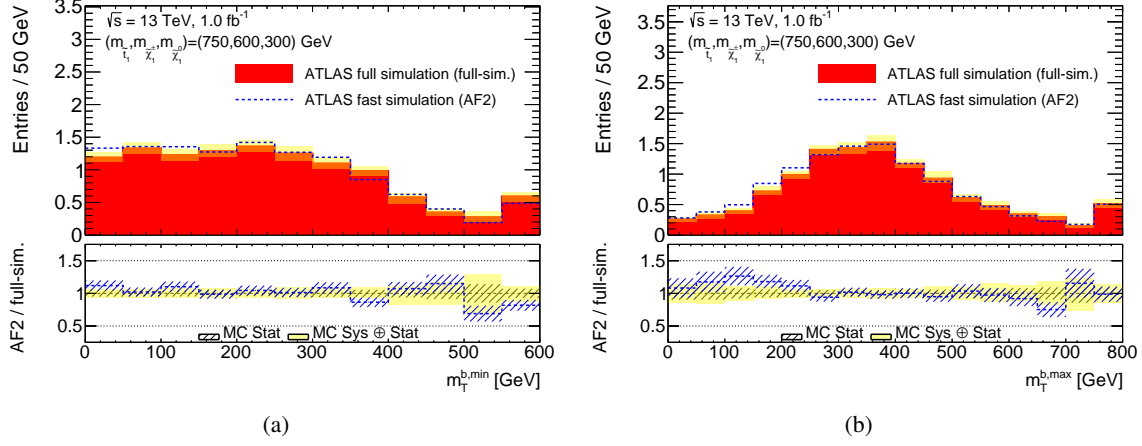 √s = 13 TeV, 1.0 fb⁻¹
(m_t̃₁, m_χ̃₁±, m_χ̃₁⁰)=(750,600,300) GeV
ATLAS full simulation (full-sim.)
ATLAS fast simulation (AF2)
Entries / 50 GeV
3.5
3
2.5
2
1.5
1
0.5
0
AF2 / full-sim.
1.5
1
0.5
MC Stat
MC Sys ⊕ Stat
0 100 200 300 400 500 600
m_T^b,min [GeV]
(a)
√s = 13 TeV, 1.0 fb⁻¹
(m_t̃₁, m_χ̃₁±, m_χ̃₁⁰)=(750,600,300) GeV
ATLAS full simulation (full-sim.)
ATLAS fast simulation (AF2)
Entries / 50 GeV
3.5
3
2.5
2
1.5
1
0.5
0
AF2 / full-sim.
1.5
1
0.5
MC Stat
MC Sys ⊕ Stat
0 100 200 300 400 500 600 700 800
m_T^b,max [GeV]
(b)